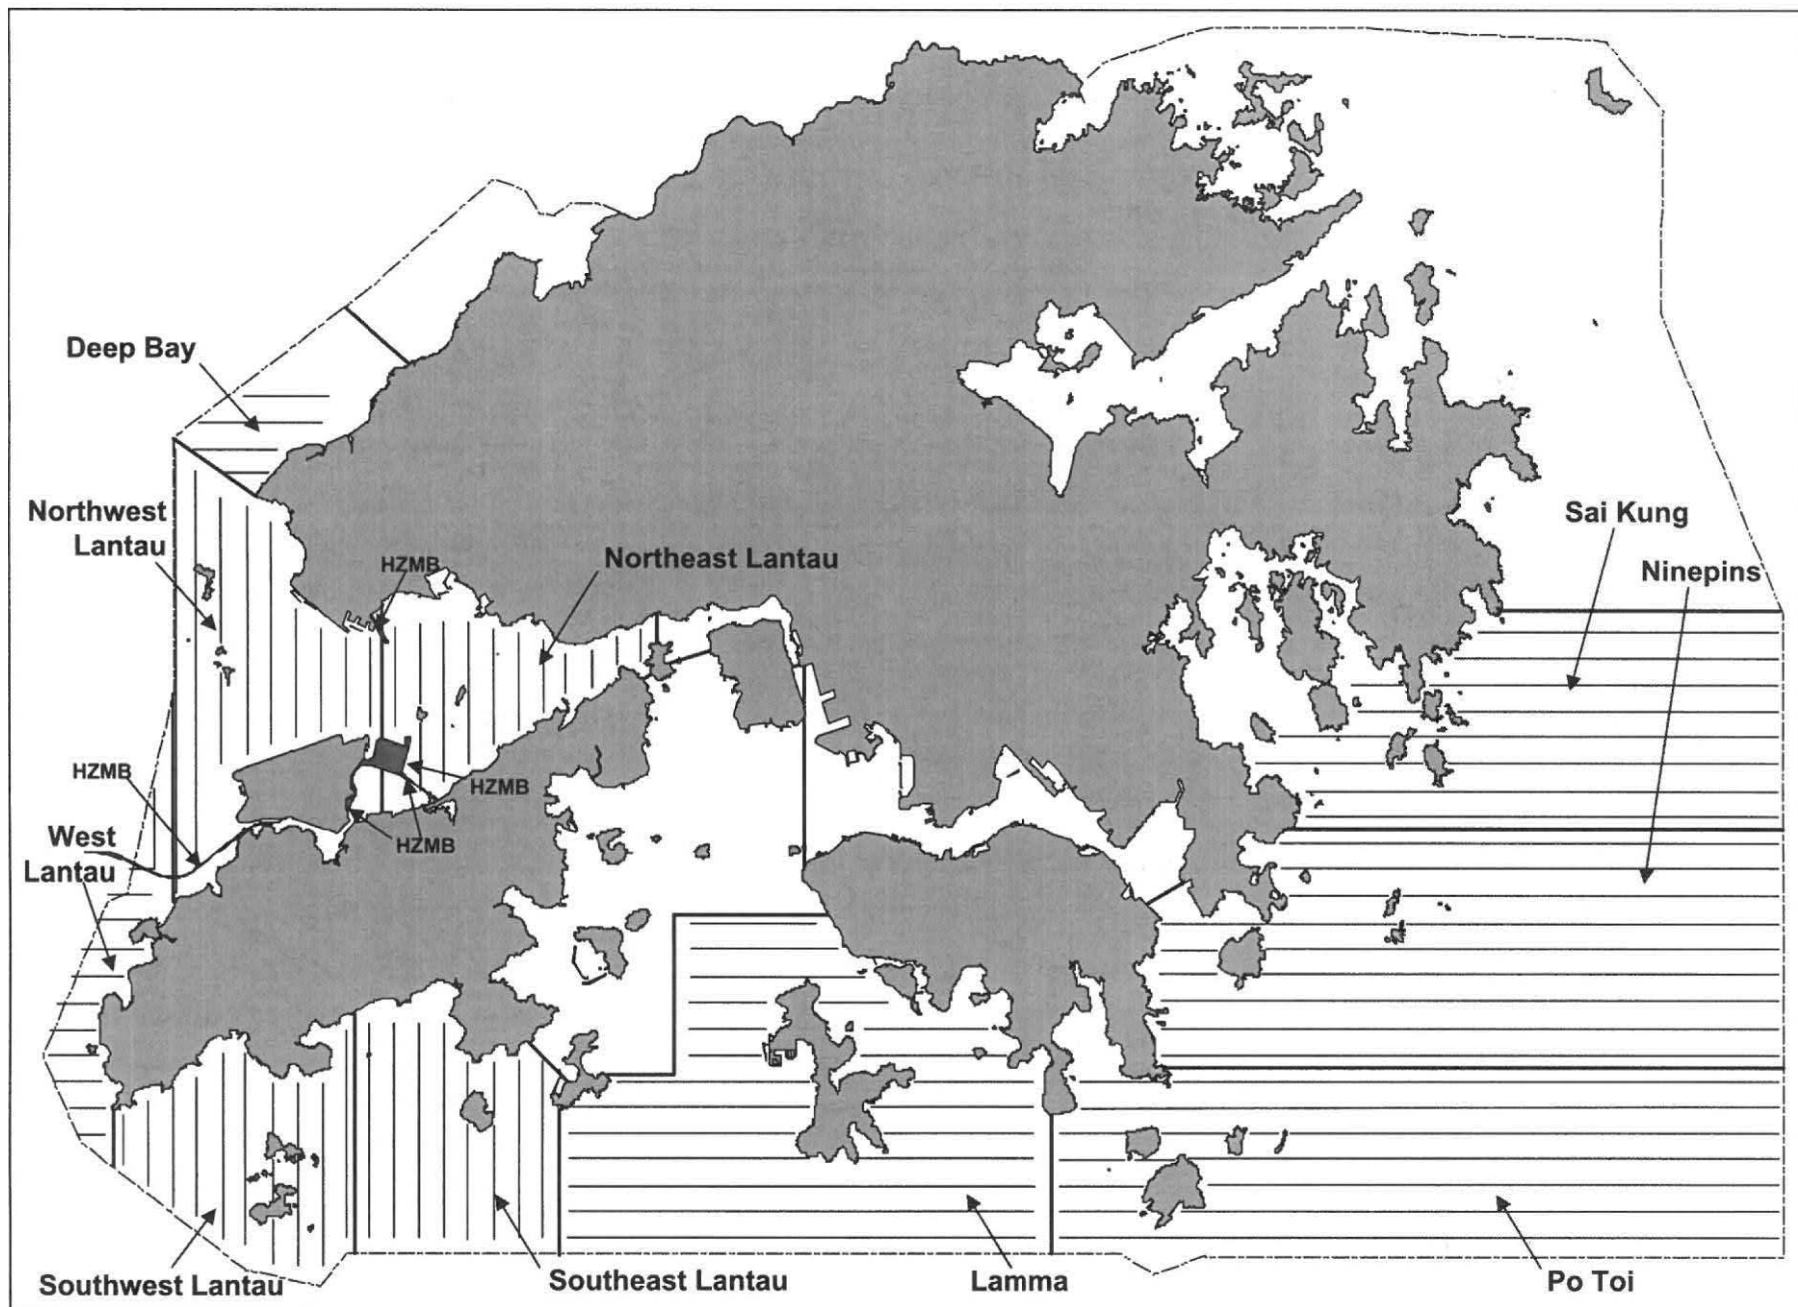 Deep Bay
Northwest
Lantau
HZMB
Northeast Lantau
Sai Kung
Ninepins
HZMB
HZMB
HZMB
West
Lantau
Southwest Lantau
Southeast Lantau
Lamma
Po Toi